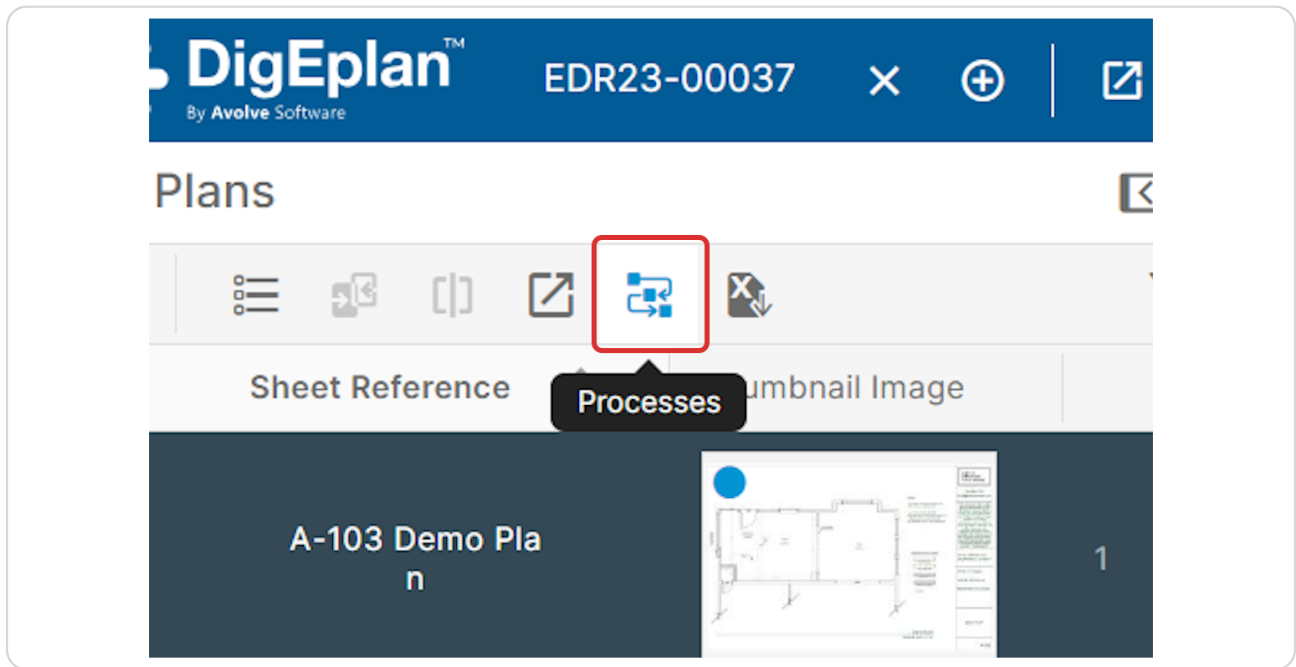 DigEplan™
By Avolve Software
EDR23-00037
Plans
Sheet Reference
umbnail Image
Processes
A-103 Demo Pla
n
1